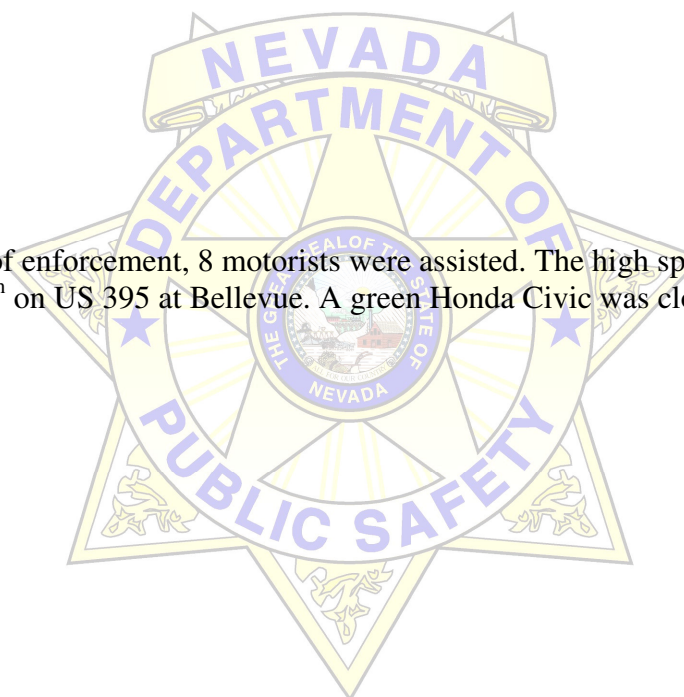 NEVADA
DEPARTMENT OF
of enforcement, 8 motorists were assisted. The high sp
on US 395 at Bellevue. A green Honda Civic was clo
THE GREAT SEAL OF THE STATE OF
NEVADA
PUBLIC SAFETY